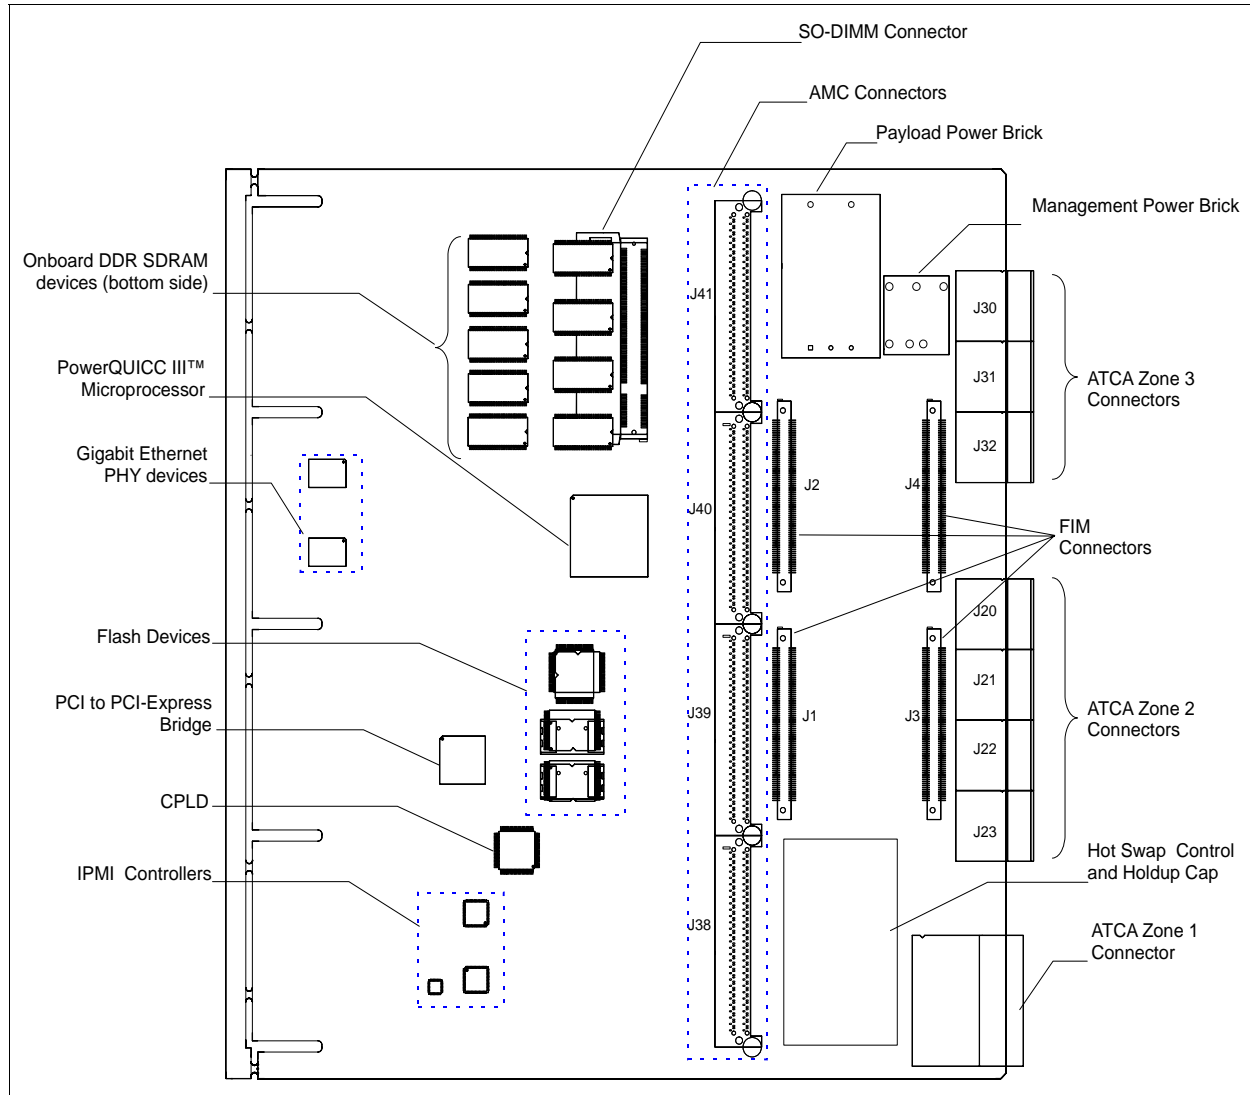 SO-DIMM Connector
AMC Connectors
Payload Power Brick
Management Power Brick
Onboard DDR SDRAM
devices (bottom side)
J41
J30
PowerQUICC III™
Microprocessor
J31
ATCA Zone 3
Connectors
Gigabit Ethernet
PHY devices
J32
J40
J2
J4
FIM
Connectors
Flash Devices
J20
PCI to PCI-Express
Bridge
J21
J39
J1
J3
ATCA Zone 2
Connectors
J22
CPLD
J23
IPMI Controllers
Hot Swap Control
and Holdup Cap
J38
ATCA Zone 1
Connector